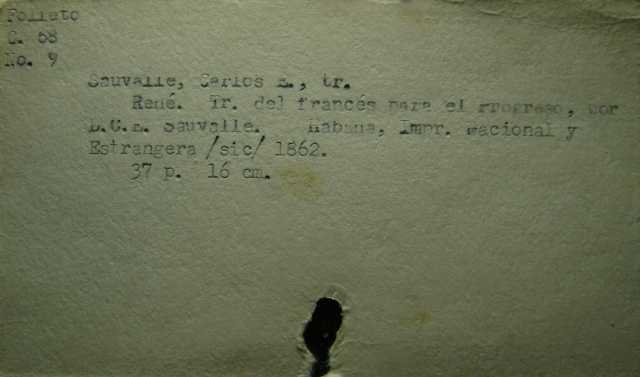 Folleto
C. 68
No. 9
Sauvalle, Carlos E., tr.
René. Tr. del francés para el Progreso, por
D.C.E. Sauvalle. Habana, Impr. Nacional y
Estrangera /sic/ 1862.
37 p. 16 cm.